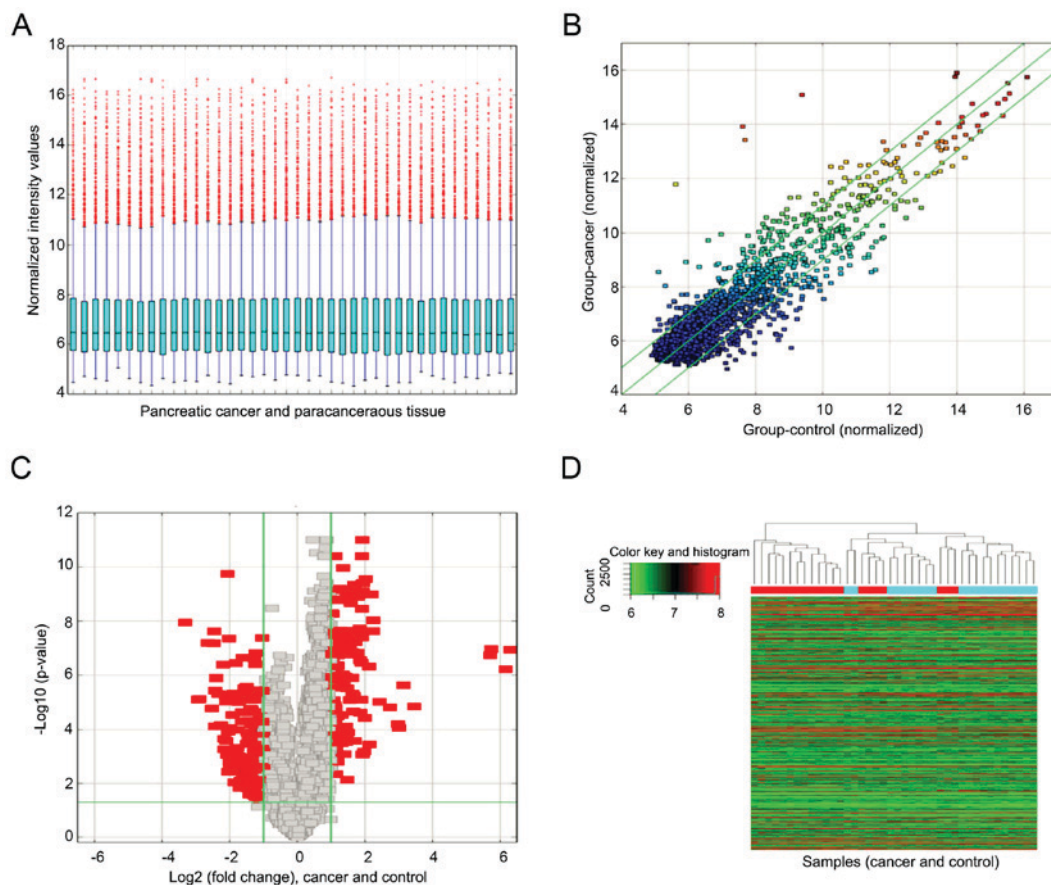 A
Normalized intensity values
18
16
14
12
10
8
6
4
Pancreatic cancer and paracanceraous tissue
B
Group-cancer (normalized)
16
14
12
10
8
6
4
4 6 8 10 12 14 16
Group-control (normalized)
C
-Log10 (p-value)
12
10
8
6
4
2
0
-6 -4 -2 0 2 4 6
Log2 (fold change), cancer and control
D
Color key and histogram
Count
0 2500
6 7 8
Samples (cancer and control)